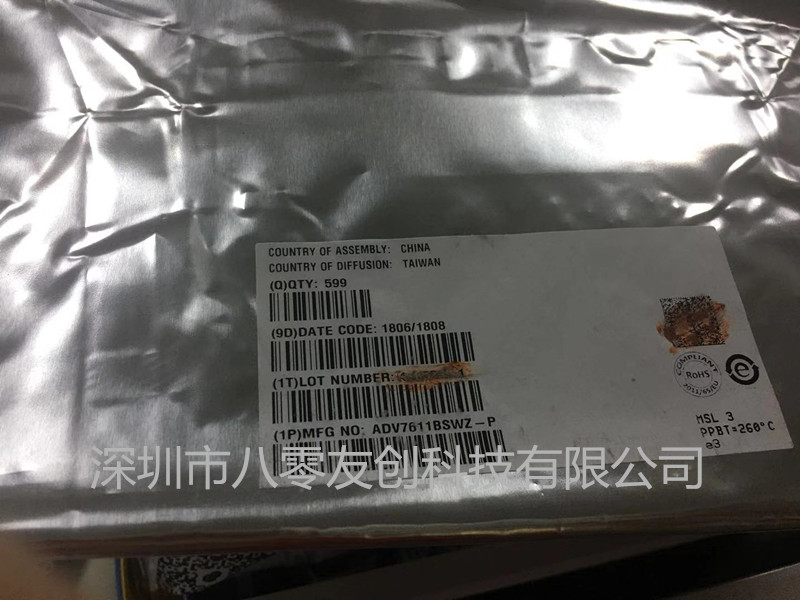 COUNTRY OF ASSEMBLY: CHINA
COUNTRY OF DIFFUSION: TAIWAN
(Q)QTY: 599
(9D)DATE CODE: 1806/1808
(1T)LOT NUMBER:
(1P)MFG NO: ADV7611BSWZ-P
COMPLIANT
RoHS
e
MSL 3
PPBT=260°C
e3
深圳市八零友创科技有限公司